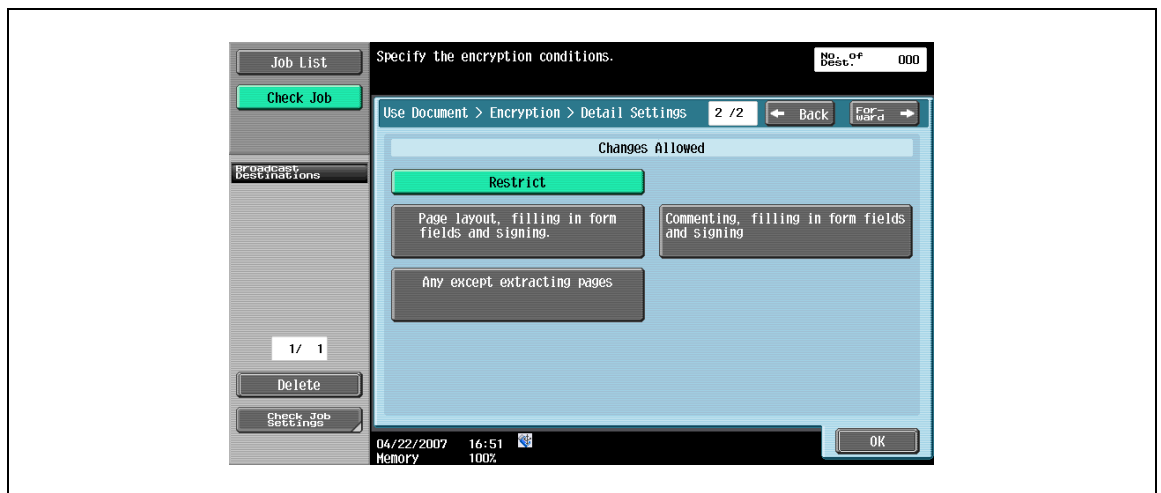 Job List
Check Job
Broadcast
Destinations
1/ 1
Delete
Check Job
Settings
Specify the encryption conditions.
No. of
Dest. 000
Use Document > Encryption > Detail Settings 2 /2 ← Back For-
ward →
Changes Allowed
Restrict
Page layout, filling in form
fields and signing.
Commenting, filling in form fields
and signing
Any except extracting pages
04/22/2007 16:51
Memory 100%
OK